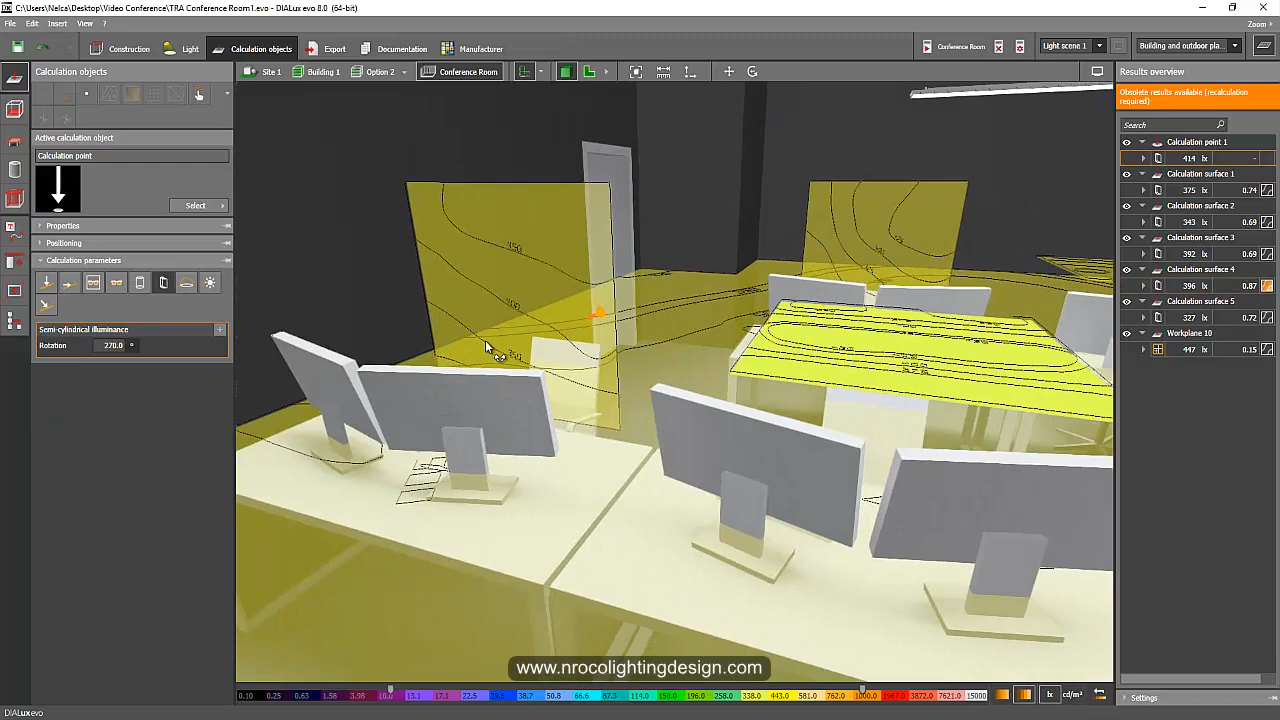 C:\Users\Nelca\Desktop\Video Conference\TRA Conference Room1.evo - DIALux evo 8.0 (64-bit)
File Edit Insert View ?
Zoom
Construction Light Calculation objects Export Documentation Manufacturer
Conference Room Light scene 1 Building and outdoor pla...
Calculation objects
Site 1 Building 1 Option 2 Conference Room
Results overview
Obsolete results available (recalculation required)
Search
Active calculation object
Calculation point
Select
Properties
Positioning
Calculation parameters
Semi-cylindrical illuminance
Rotation 270.0 °
Calculation point 1
414 lx -
Calculation surface 1
375 lx 0.74
Calculation surface 2
343 lx 0.69
Calculation surface 3
392 lx 0.69
Calculation surface 4
396 lx 0.87
Calculation surface 5
327 lx 0.72
Workplane 10
447 lx 0.15
www.nrocolightingdesign.com
0.10 0.25 0.63 1.58 3.98 10.0 13.1 17.1 22.5 29.6 38.7 50.8 66.6 87.3 114.0 150.0 196.0 258.0 338.0 443.0 581.0 762.0 1000.0 1967.0 3872.0 7621.0 15000
lx cd/m²
Settings
DIALux evo